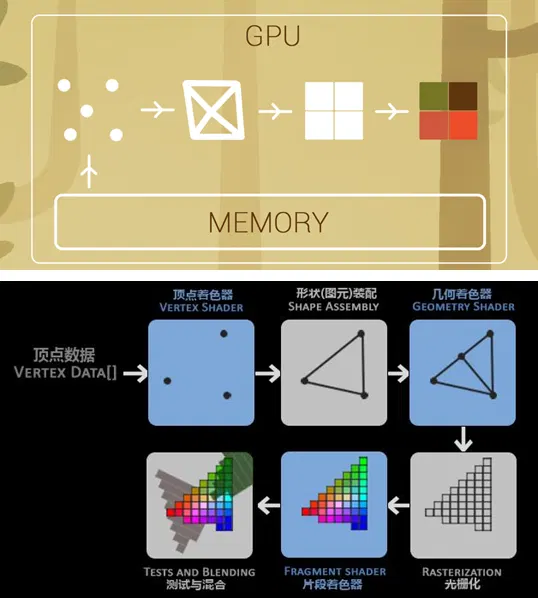 GPU
MEMORY
顶点着色器
VERTEX SHADER
形状(图元)装配
SHAPE ASSEMBLY
几何着色器
GEOMETRY SHADER
顶点数据
VERTEX DATA[]
TESTS AND BLENDING
测试与混合
FRAGMENT SHADER
片段着色器
RASTERIZATION
光栅化